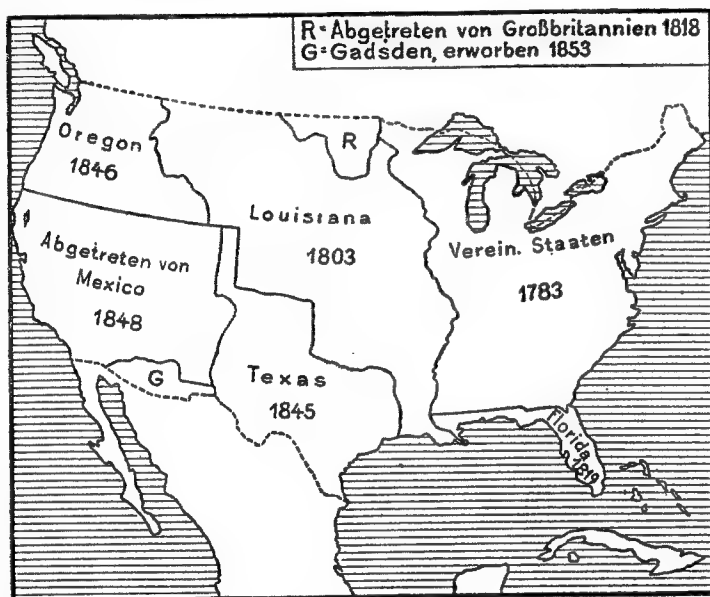 R=Abgetreten von Großbritannien 1818
G=Gadsden, erworben 1853
Oregon
1846
R
Louisiana
1803
Verein. Staaten
1783
Abgetreten von
Mexico
1848
G
Texas
1845
Florida
1819